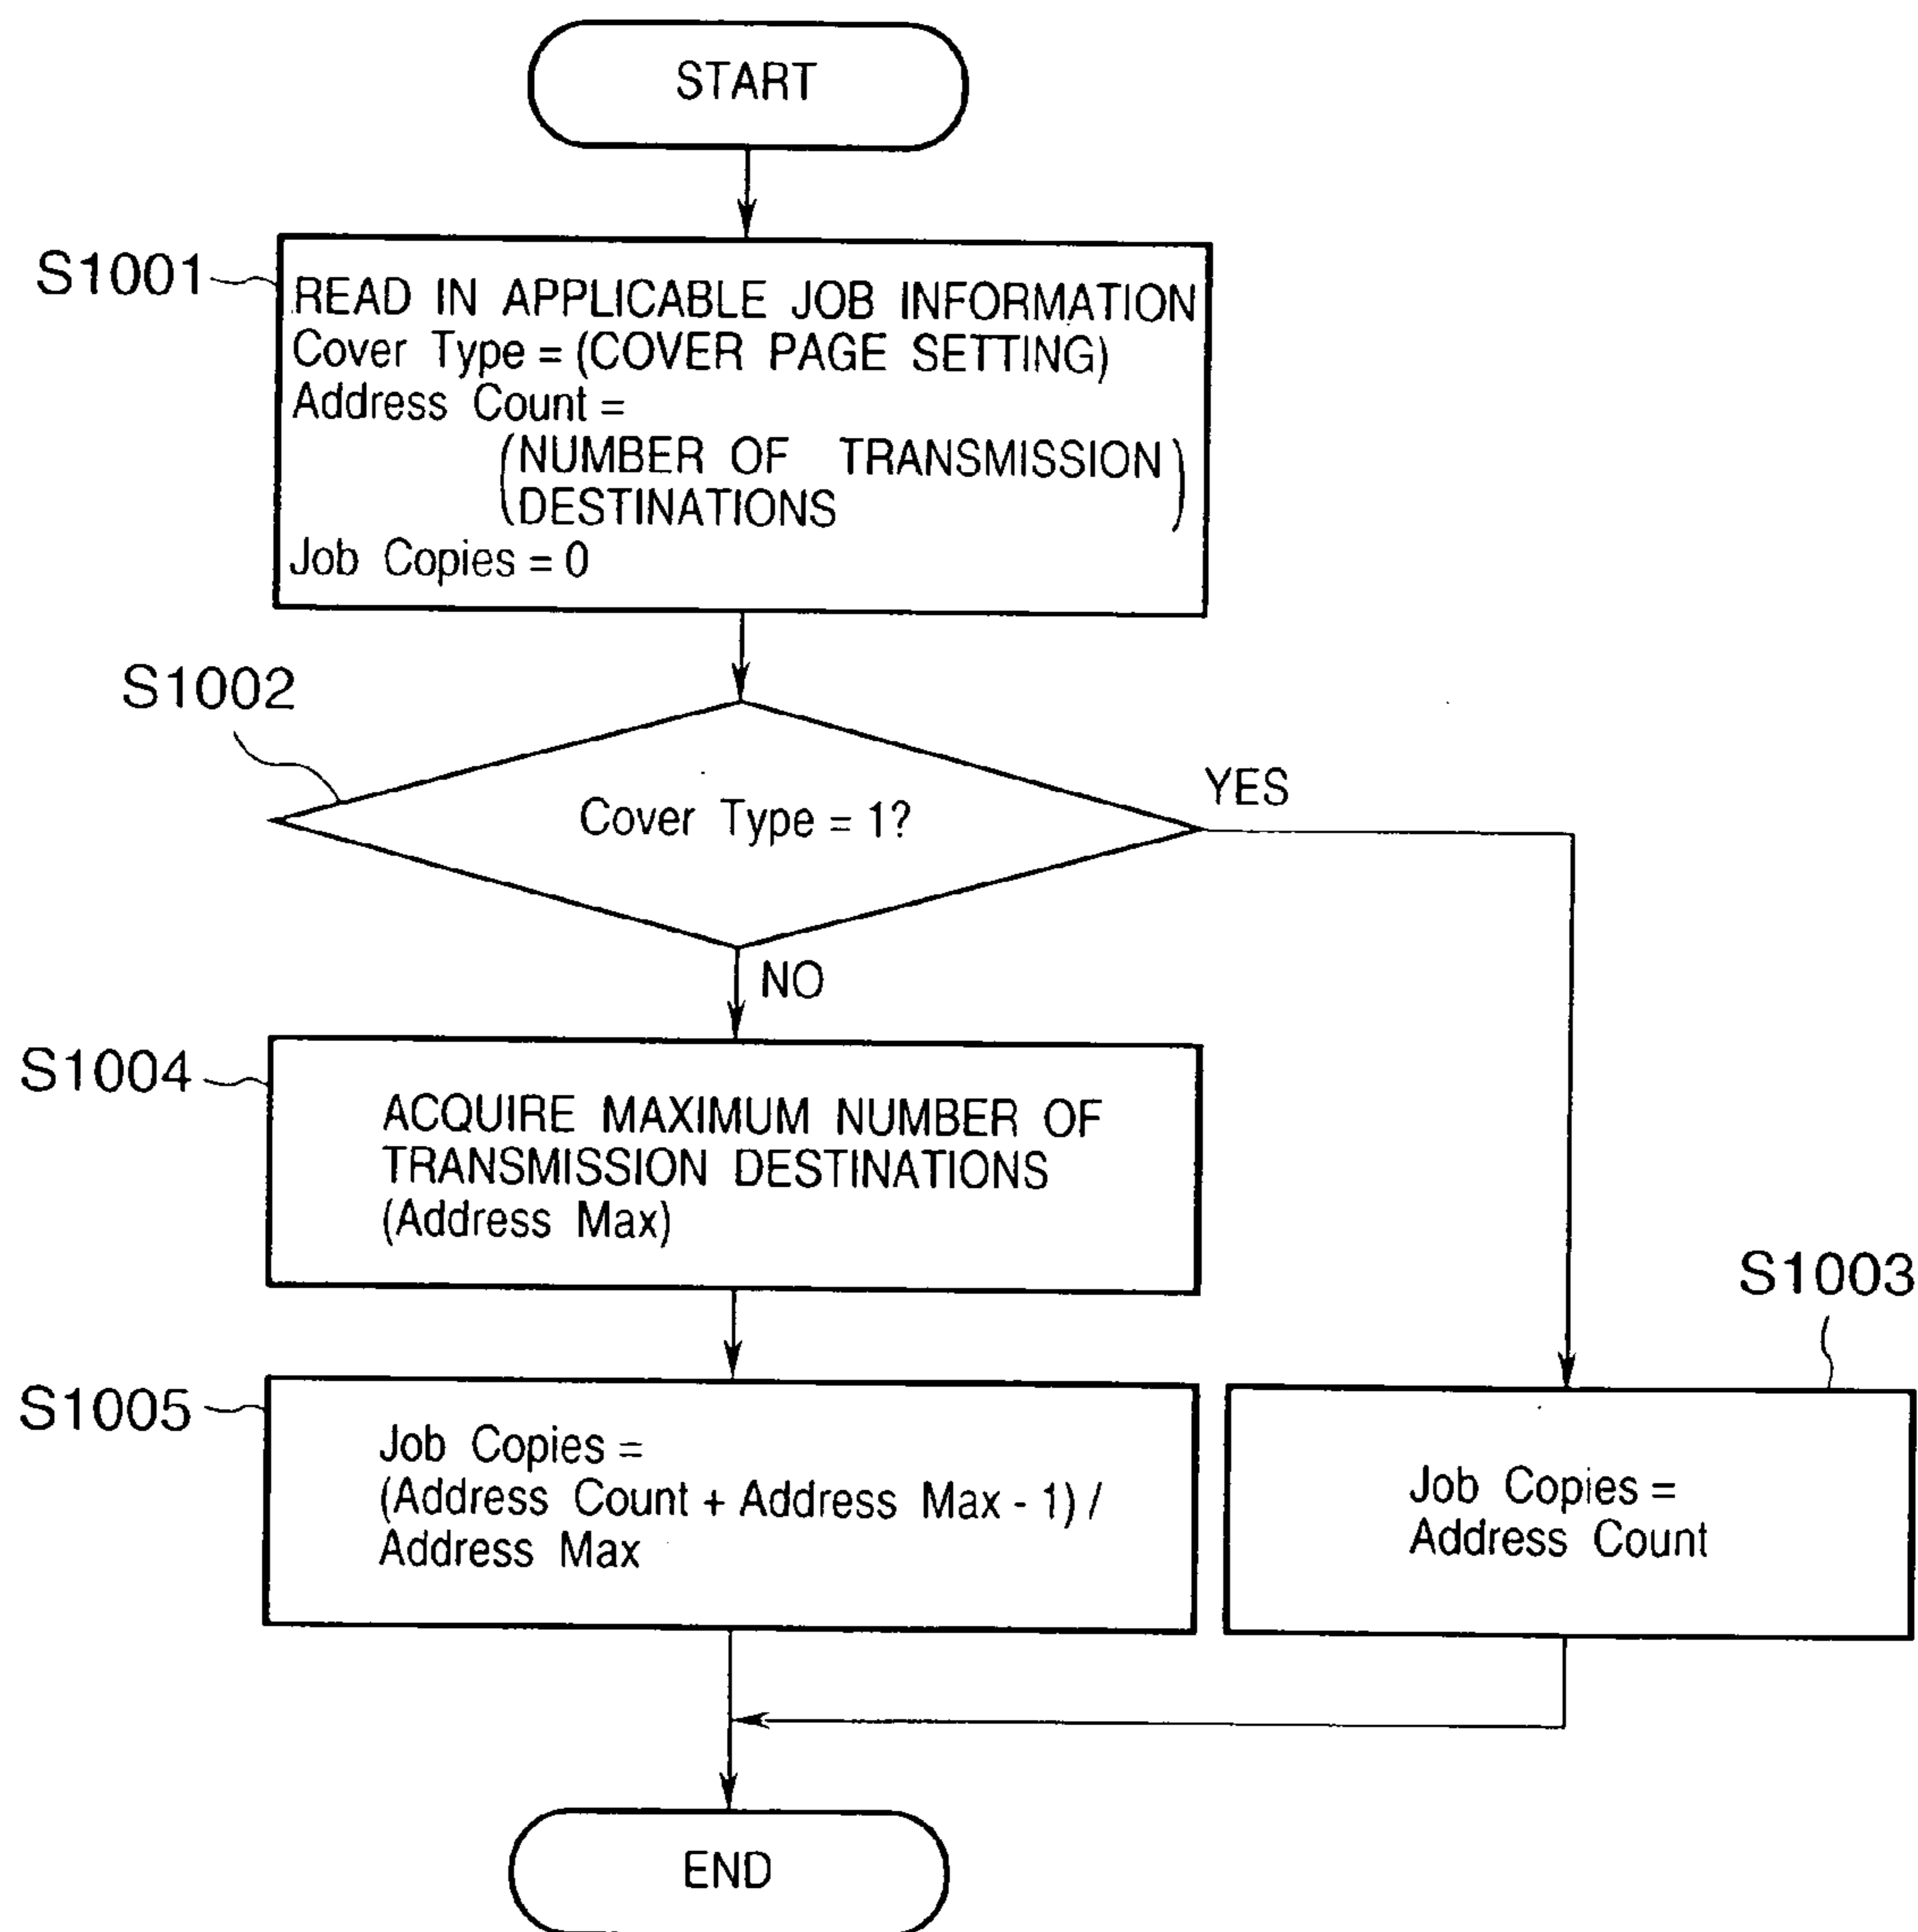 START
S1001
READ IN APPLICABLE JOB INFORMATION
Cover Type = (COVER PAGE SETTING)
Address Count =
(NUMBER OF TRANSMISSION
DESTINATIONS)
Job Copies = 0
S1002
Cover Type = 1?
YES
NO
S1004
ACQUIRE MAXIMUM NUMBER OF
TRANSMISSION DESTINATIONS
(Address Max)
S1003
S1005
Job Copies =
(Address Count + Address Max - 1) /
Address Max
Job Copies =
Address Count
END